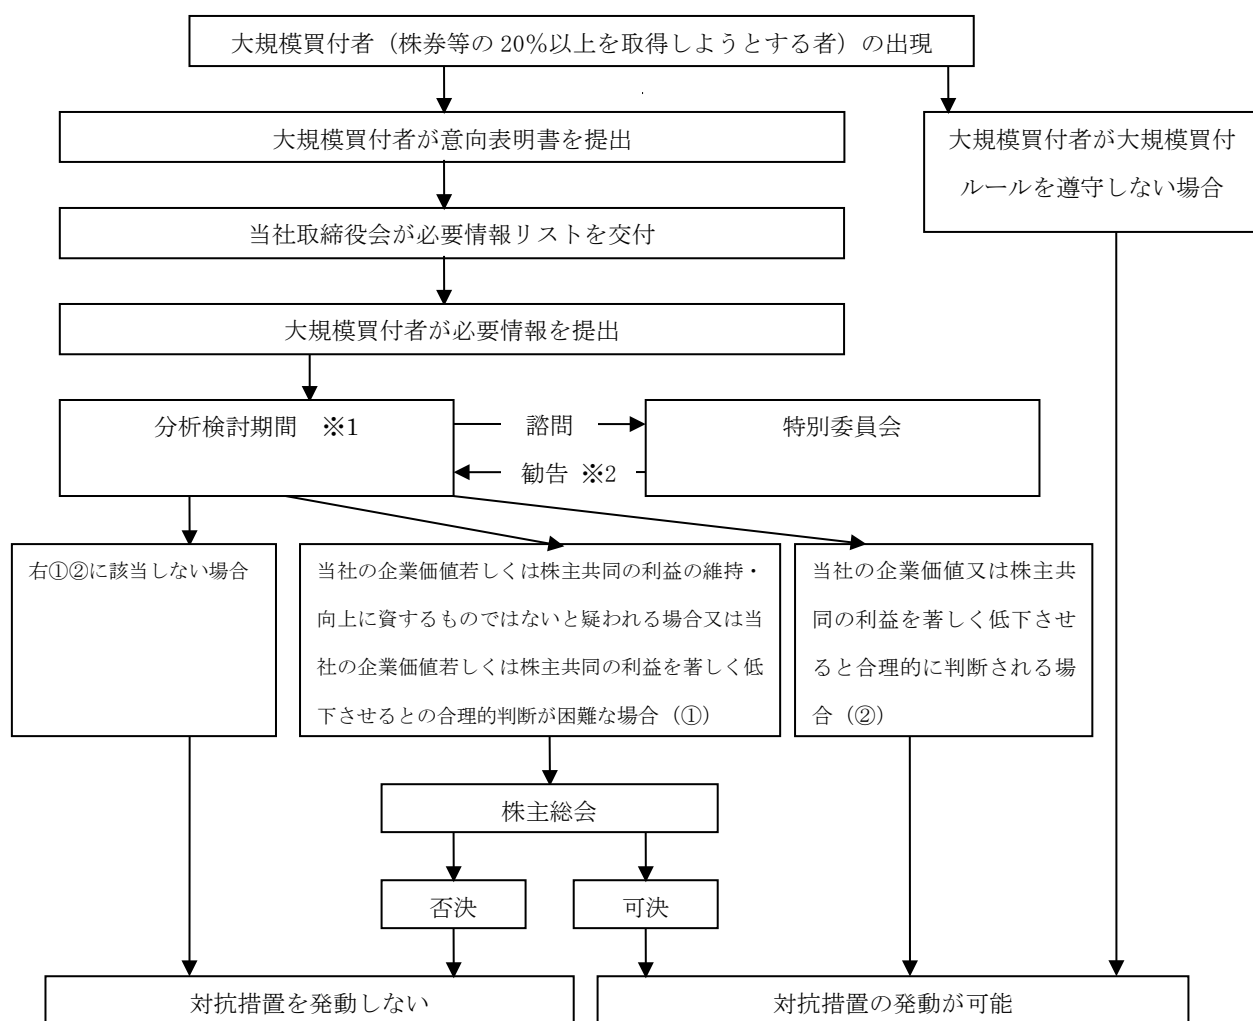 大規模買付者（株券等の 20%以上を取得しようとする者）の出現
大規模買付者が意向表明書を提出
大規模買付者が大規模買付
ルールを遵守しない場合
当社取締役会が必要情報リストを交付
大規模買付者が必要情報を提出
分析検討期間　※1
諮問
勧告 ※2
特別委員会
右①②に該当しない場合
当社の企業価値若しくは株主共同の利益の維持・
向上に資するものではないと疑われる場合又は当
社の企業価値若しくは株主共同の利益を著しく低
下させるとの合理的判断が困難な場合（①）
当社の企業価値又は株主共
同の利益を著しく低下させ
ると合理的に判断される場
合（②）
株主総会
否決
可決
対抗措置を発動しない
対抗措置の発動が可能